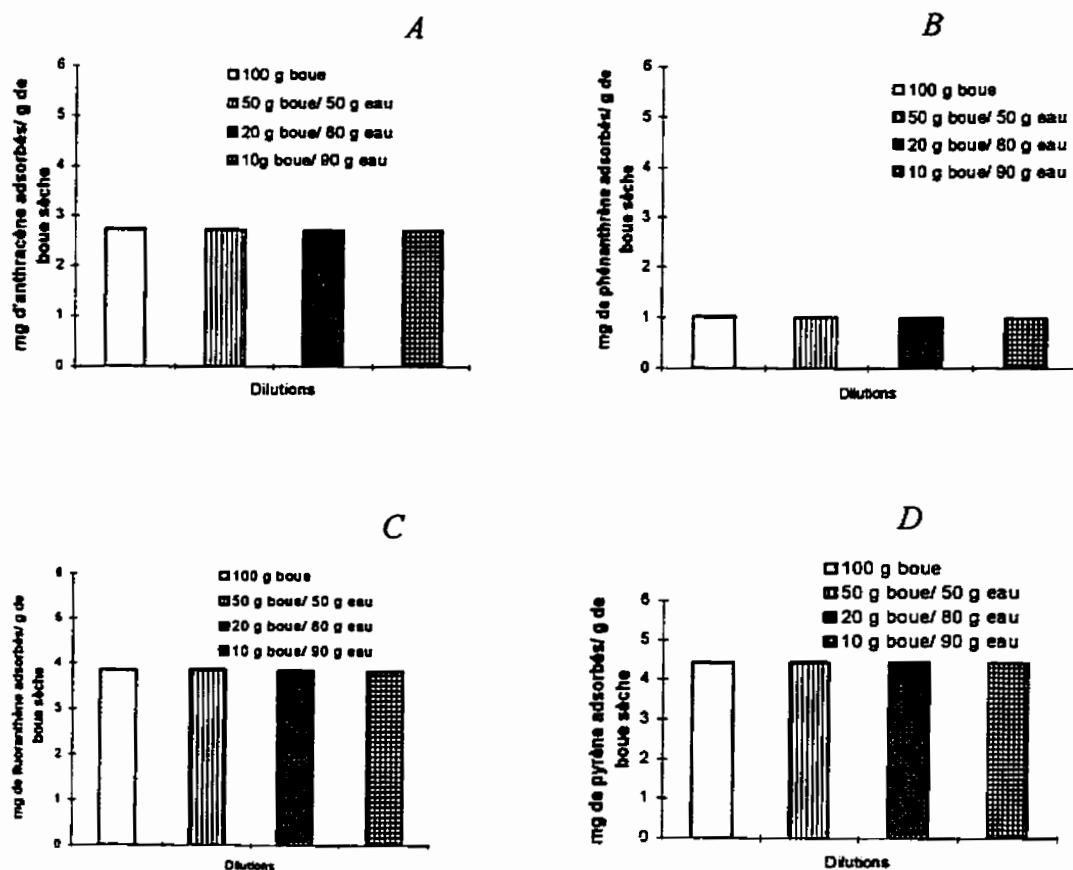 A
6
5
4
3
2
1
0
mg d'anthracène adsorbés/ g de
boue sèche
100 g boue
50 g boue/ 50 g eau
20 g boue/ 80 g eau
10g boue/ 90 g eau
Dilutions
B
6
5
4
3
2
1
0
mg de phénanthrène adsorbés/ g de
boue sèche
100 g boue
50 g boue/ 50 g eau
20 g boue/ 80 g eau
10 g boue/ 90 g eau
Dilutions
C
6
5
4
3
2
1
0
mg de fluoranthène adsorbés/ g de
boue sèche
100 g boue
50 g boue/ 50 g eau
20 g boue/ 80 g eau
10 g boue/ 90 g eau
Dilutions
D
6
5
4
3
2
1
0
mg de pyrène adsorbés/ g de
boue sèche
100 g boue
50 g boue/ 50 g eau
20 g boue/ 80 g eau
10 g boue/ 90 g eau
Dilutions